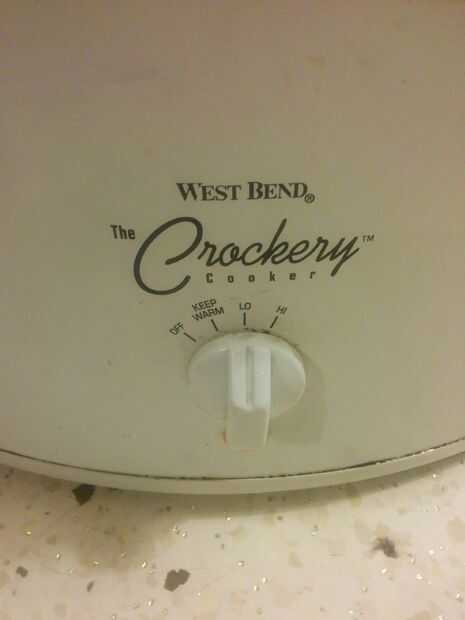 WEST BEND®
The Crockery™
Cooker
OFF KEEP WARM LO HI